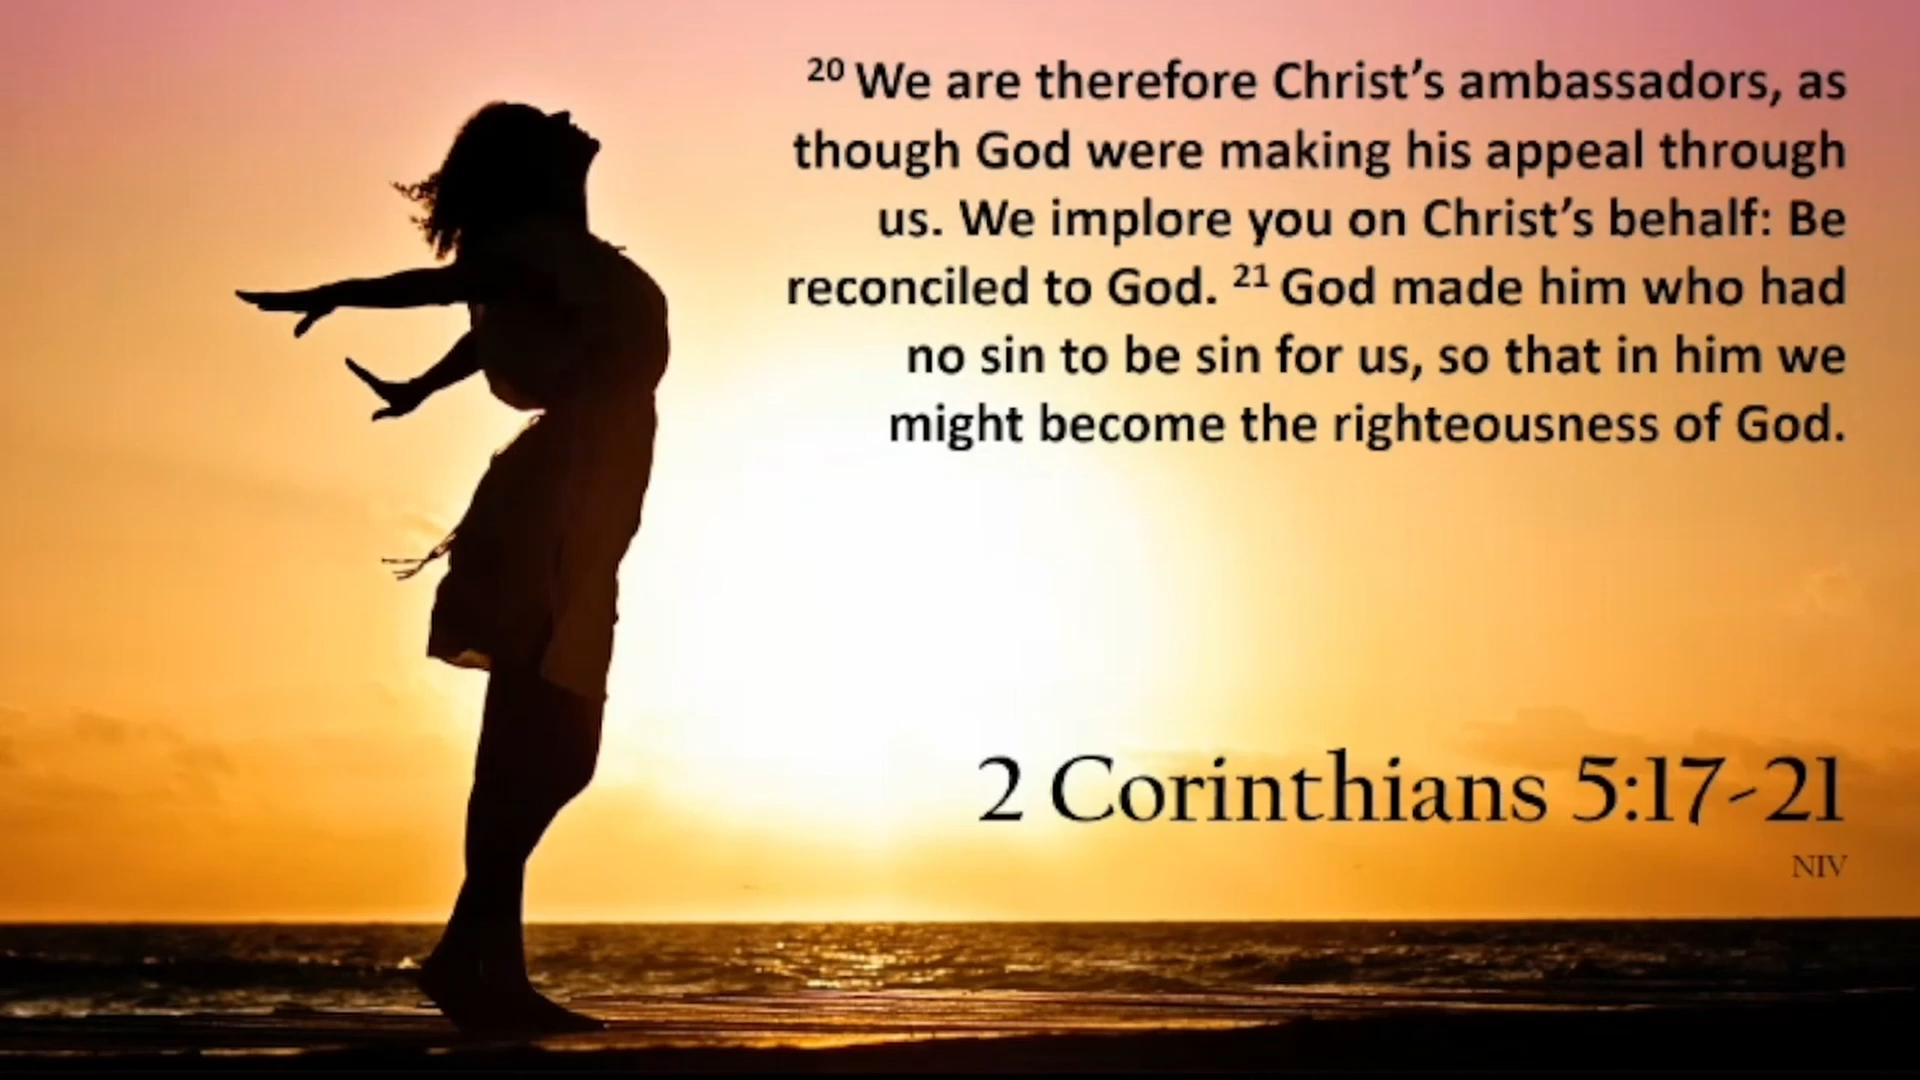 20 We are therefore Christ’s ambassadors, as
though God were making his appeal through
us. We implore you on Christ’s behalf: Be
reconciled to God. 21 God made him who had
no sin to be sin for us, so that in him we
might become the righteousness of God.
2 Corinthians 5:17-21
NIV